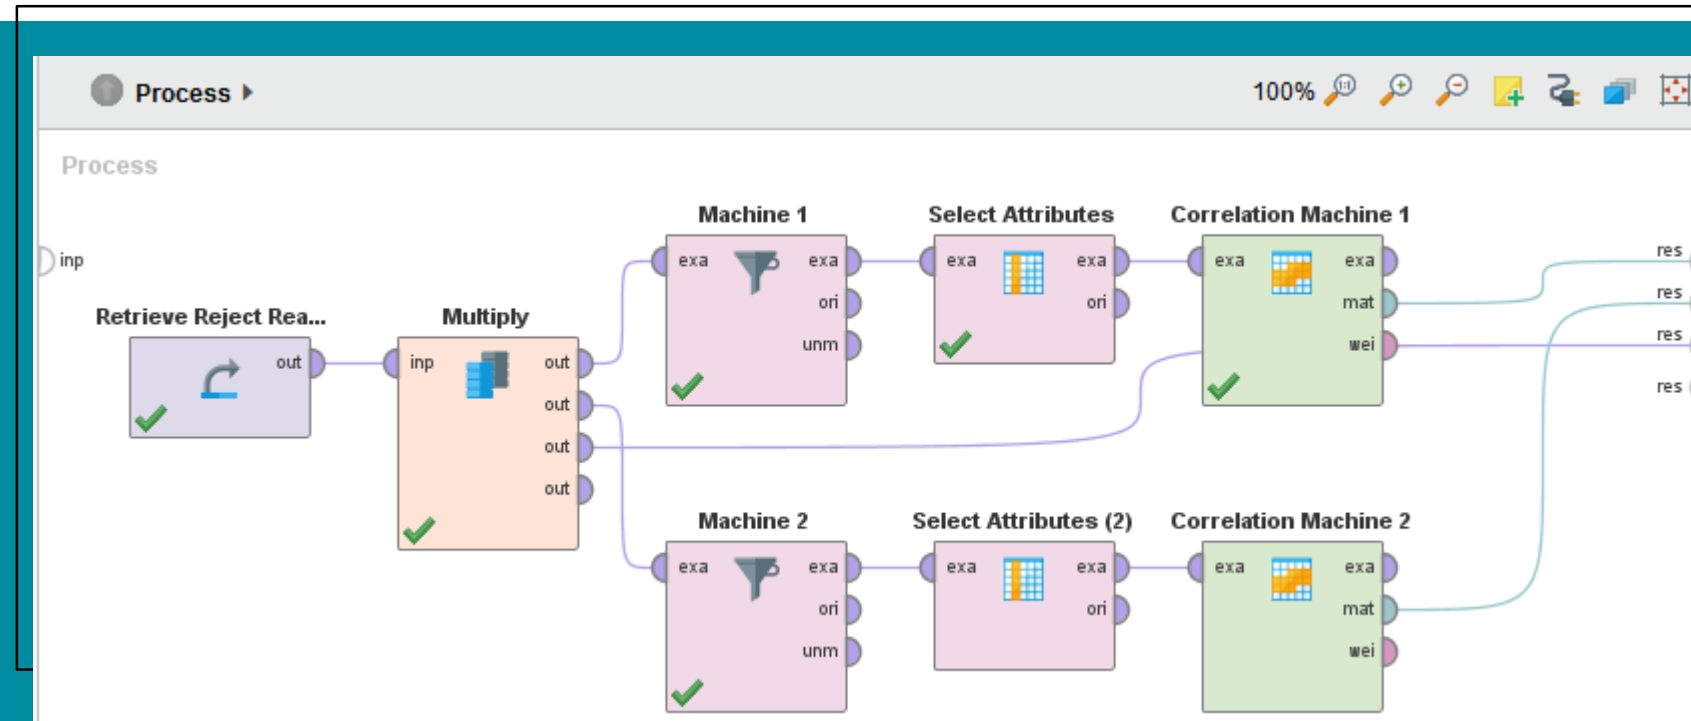 Process
100%
Process
inp
Retrieve Reject Rea...
out
Multiply
inp
out
out
out
out
Machine 1
exa
exa
ori
unm
Select Attributes
exa
exa
ori
Correlation Machine 1
exa
exa
mat
wei
res
res
res
res
Machine 2
exa
exa
ori
unm
Select Attributes (2)
exa
exa
ori
Correlation Machine 2
exa
exa
mat
wei